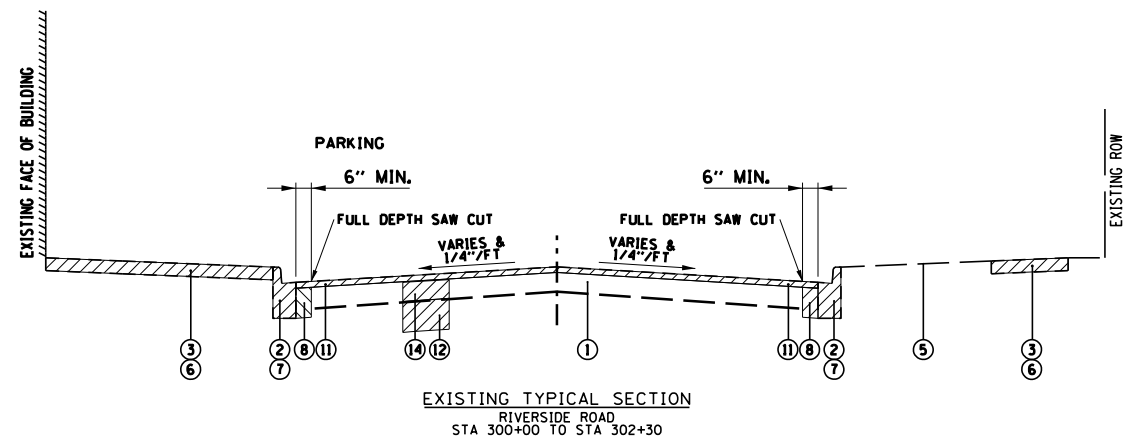 EXISTING FACE OF BUILDING
EXISTING ROW
PARKING
6" MIN.
6" MIN.
FULL DEPTH SAW CUT
FULL DEPTH SAW CUT
VARIES &
1/4"/FT
VARIES &
1/4"/FT
3
6
2
7
8
11
14
12
1
11
8
2
7
5
3
6
EXISTING TYPICAL SECTION
RIVERSIDE ROAD
STA 300+00 TO STA 302+30